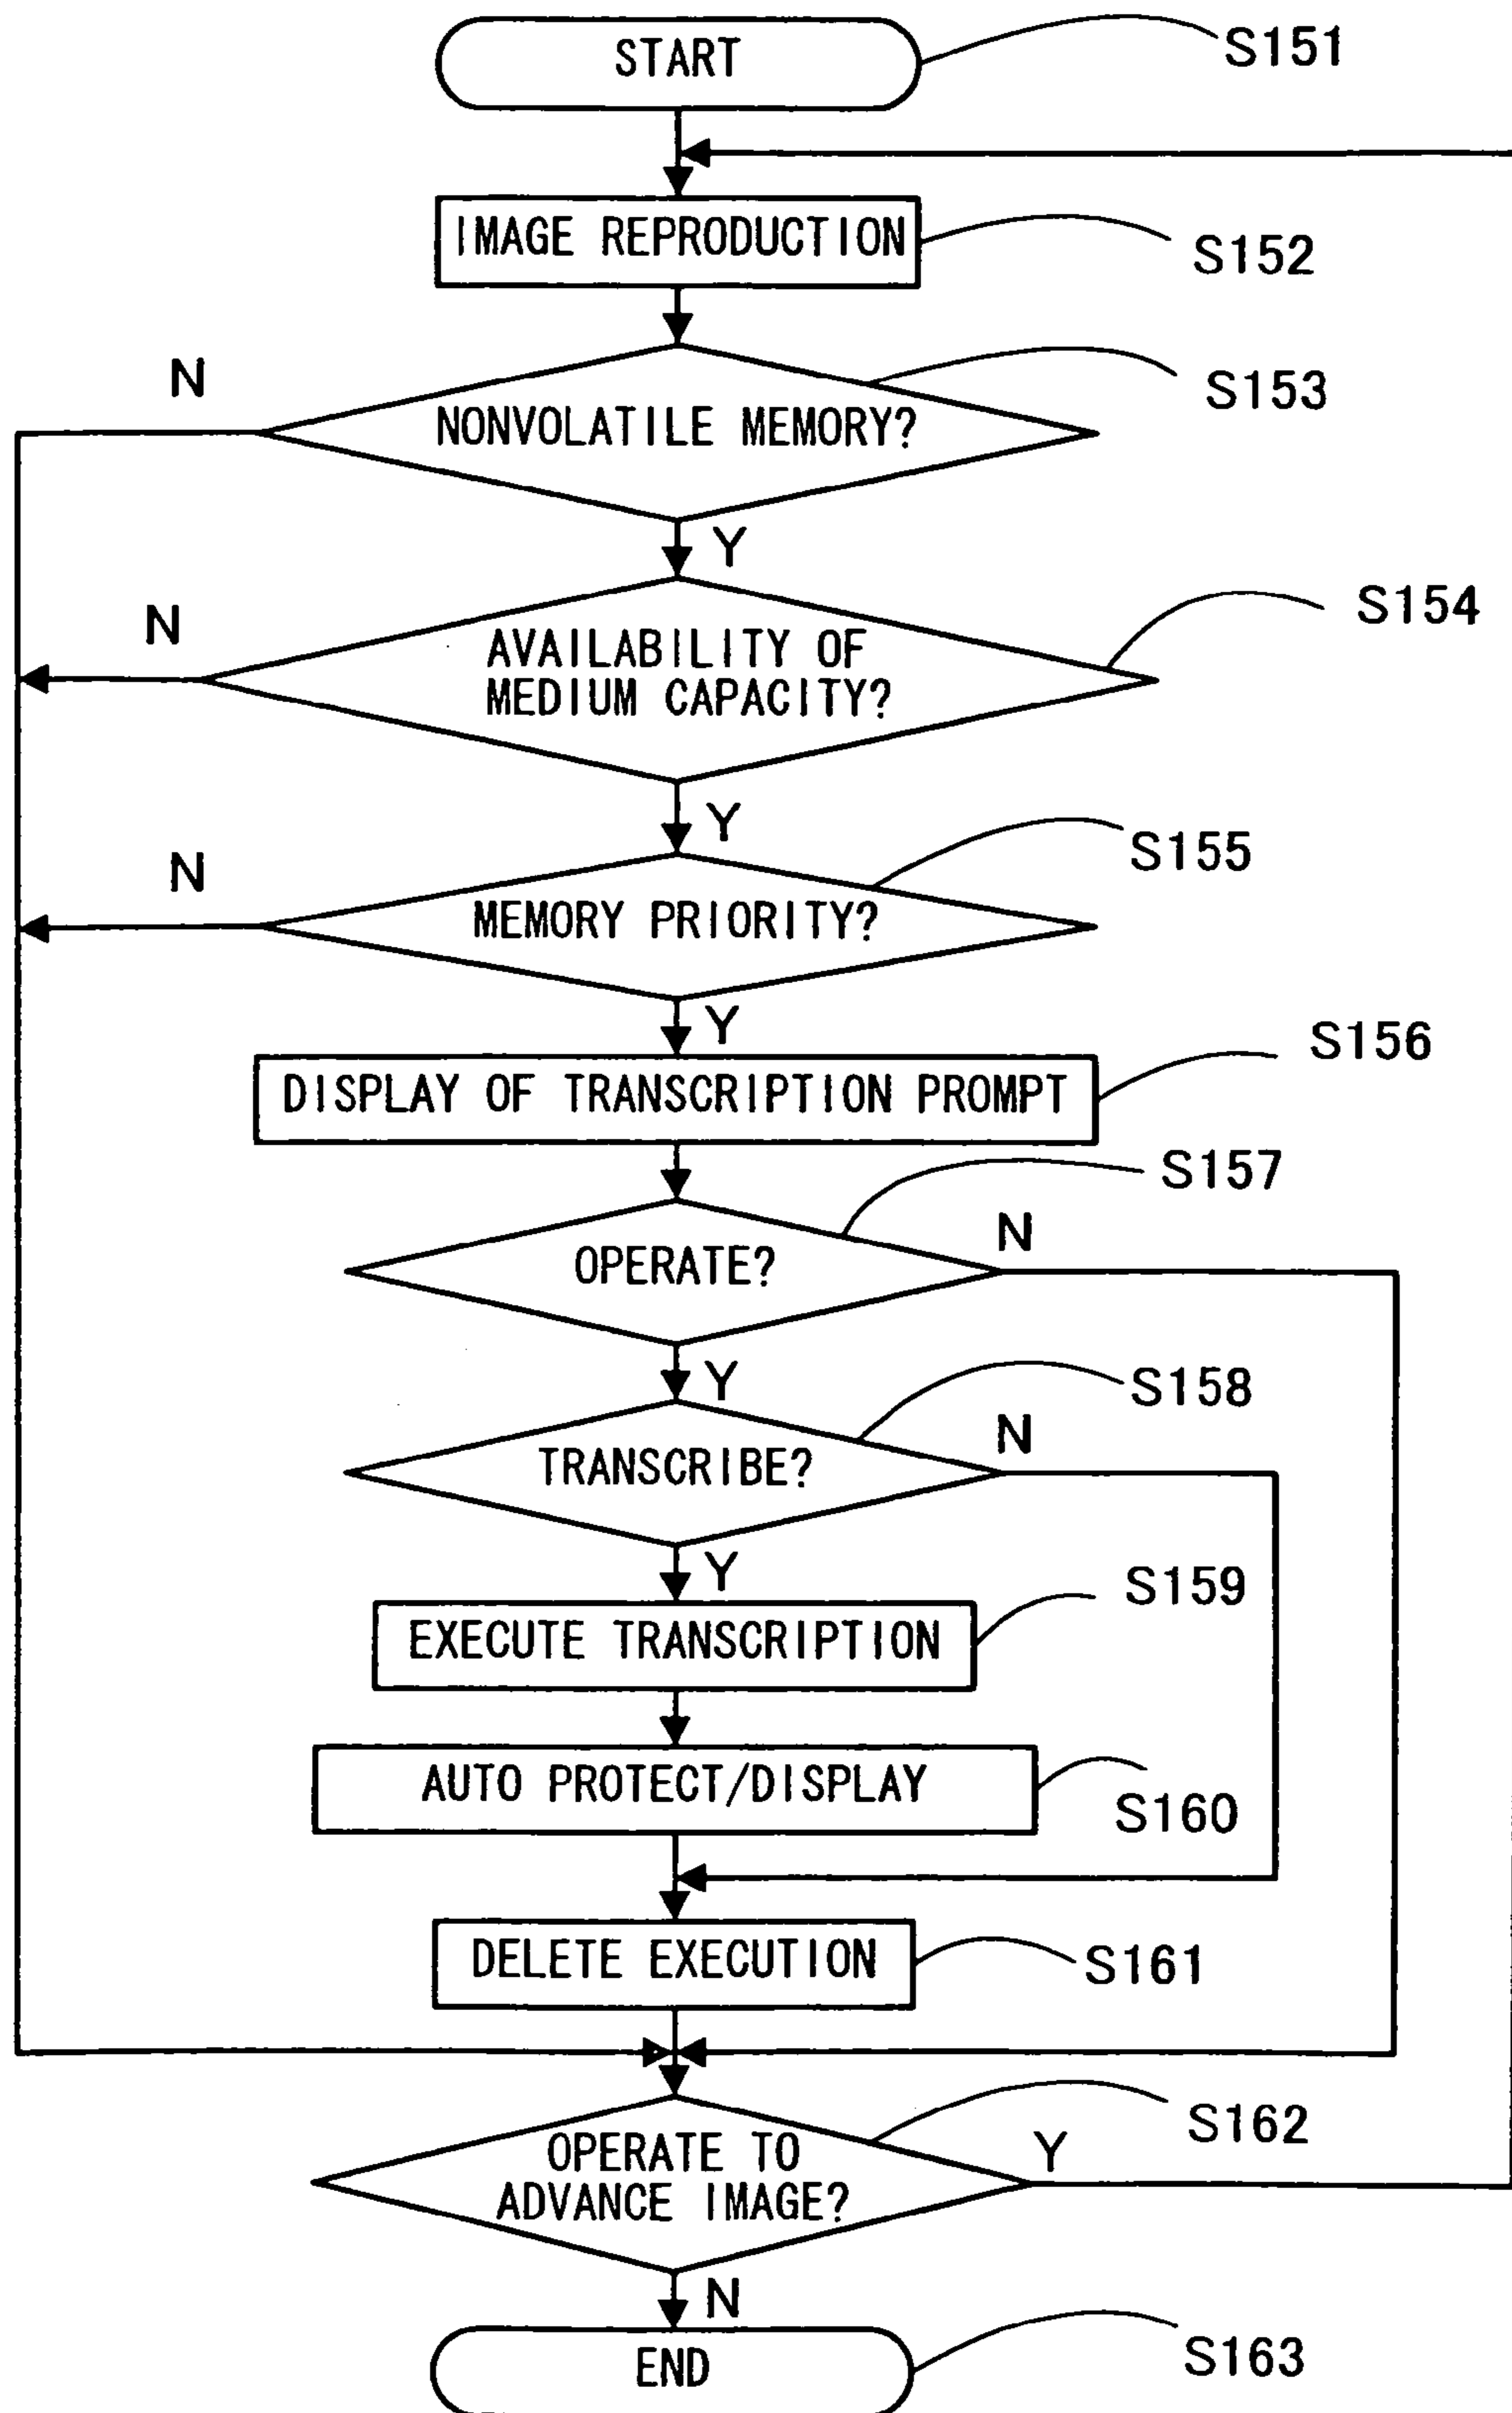 START
S151
IMAGE REPRODUCTION
S152
N
S153
NONVOLATILE MEMORY?
Y
N
S154
AVAILABILITY OF
MEDIUM CAPACITY?
Y
N
S155
MEMORY PRIORITY?
Y
S156
DISPLAY OF TRANSCRIPTION PROMPT
S157
N
OPERATE?
Y
S158
N
TRANSCRIBE?
Y
S159
EXECUTE TRANSCRIPTION
AUTO PROTECT/DISPLAY
S160
DELETE EXECUTION
S161
S162
OPERATE TO
ADVANCE IMAGE?
Y
N
END
S163